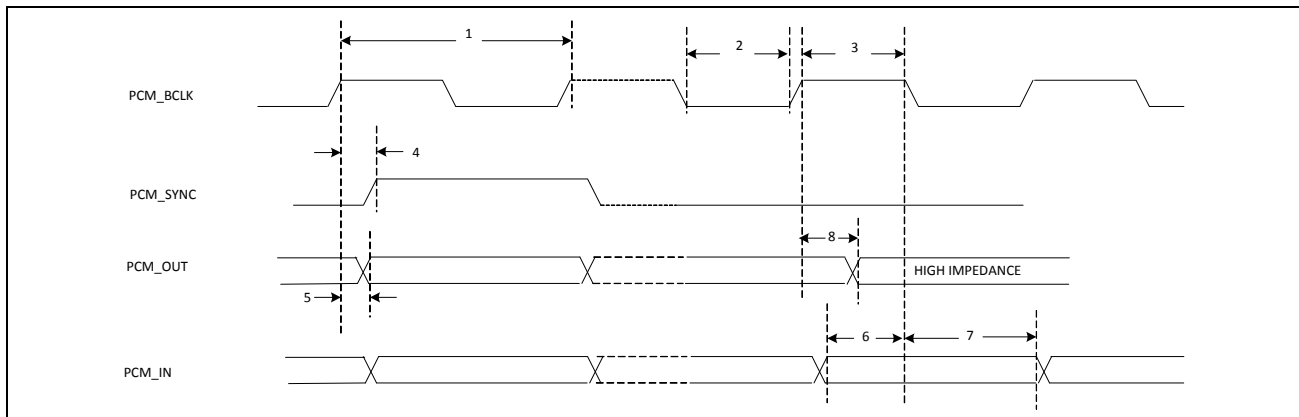 1
2
3
PCM_BCLK
4
PCM_SYNC
8
PCM_OUT
HIGH IMPEDANCE
5
6
7
PCM_IN